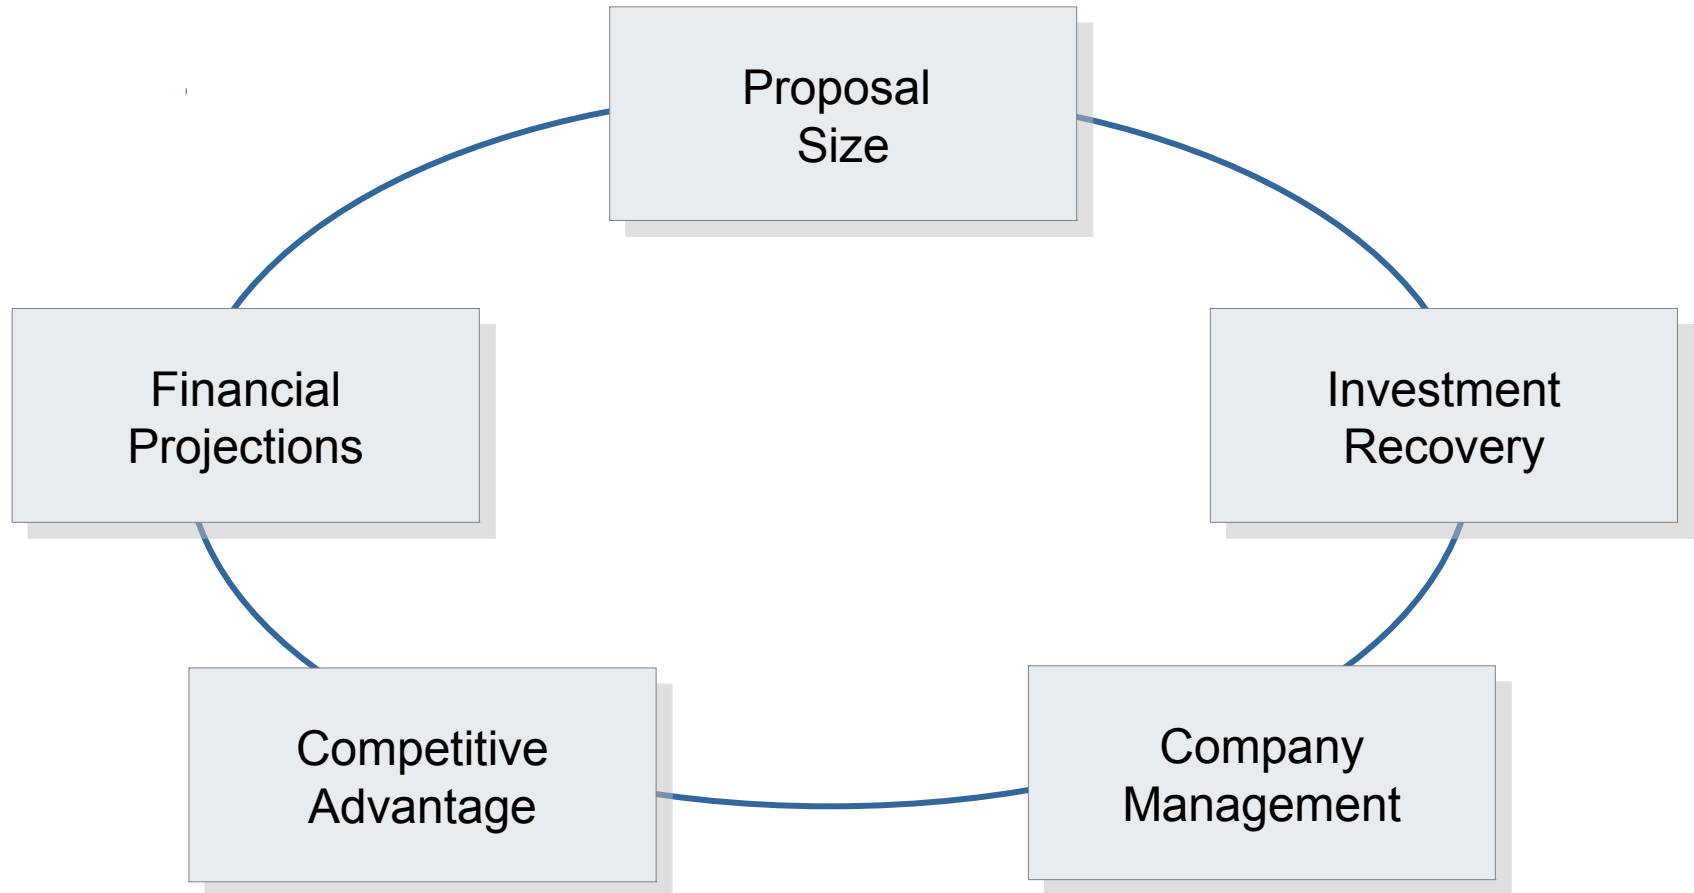 Proposal
Size
Financial
Projections
Investment
Recovery
Competitive
Advantage
Company
Management